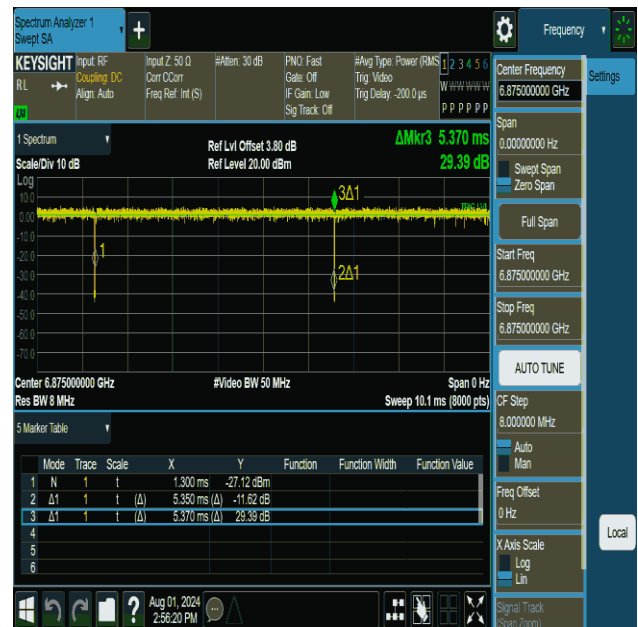 Spectrum Analyzer 1
Swept SA
+
Frequency
KEYSIGHT Input: RF Input Z: 50 Ω #Atten: 30 dB PNO: Fast #Avg Type: Power (RMS 1 2 3 4 5 6
RL Coupling: DC Corr CCorr Gate: Off Trig: Video
Align: Auto Freq Ref: Int (S) IF Gain: Low Trig Delay: -200.0 µs
Sig Track: Off P P P P P P
1 Spectrum
Scale/Div 10 dB
Ref Lvl Offset 3.80 dB
Ref Level 20.00 dBm
ΔMkr3 5.370 ms
29.39 dB
Log
10.0
0.00
-10.0
-20.0
-30.0
-40.0
-50.0
-60.0
-70.0
3Δ1
TRIG LVL
1
2Δ1
Center 6.875000000 GHz #Video BW 50 MHz Span 0 Hz
Res BW 8 MHz Sweep 10.1 ms (8000 pts)
5 Marker Table
Mode Trace Scale X Y Function Function Width Function Value
1 N 1 t 1.300 ms -27.12 dBm
2 Δ1 1 t (Δ) 5.350 ms (Δ) -11.62 dB
3 Δ1 1 t (Δ) 5.370 ms (Δ) 29.39 dB
4
5
6
Aug 01, 2024
2:56:20 PM
?
Center Frequency
6.875000000 GHz
Settings
Span
0.00000000 Hz
Swept Span
Zero Span
Full Span
Start Freq
6.875000000 GHz
Stop Freq
6.875000000 GHz
AUTO TUNE
CF Step
8.000000 MHz
Auto
Man
Freq Offset
0 Hz
X Axis Scale
Log
Lin
Local
Signal Track
(Span Zoom)